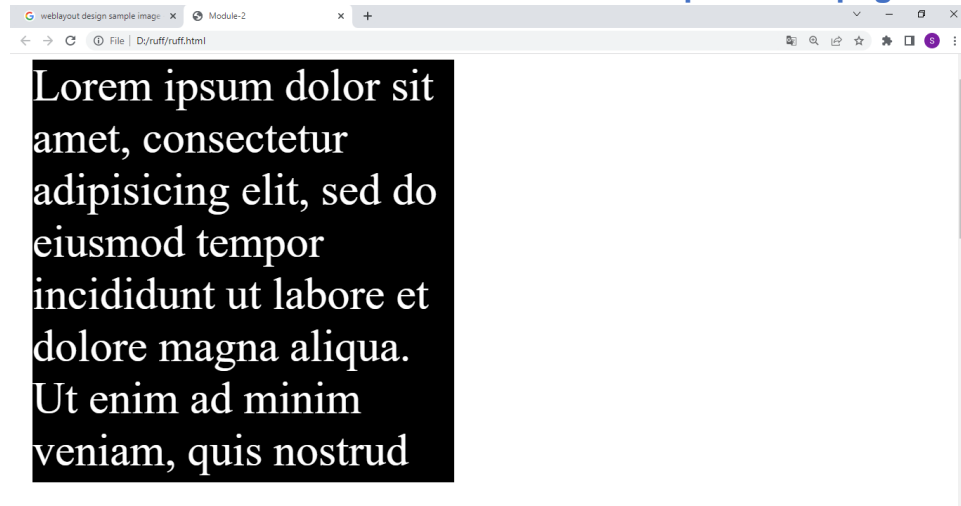 weblayout design sample image
Module-2
File | D:/ruff/ruff.html
S
Lorem ipsum dolor sit
amet, consectetur
adipisicing elit, sed do
eiusmod tempor
incididunt ut labore et
dolore magna aliqua.
Ut enim ad minim
veniam, quis nostrud